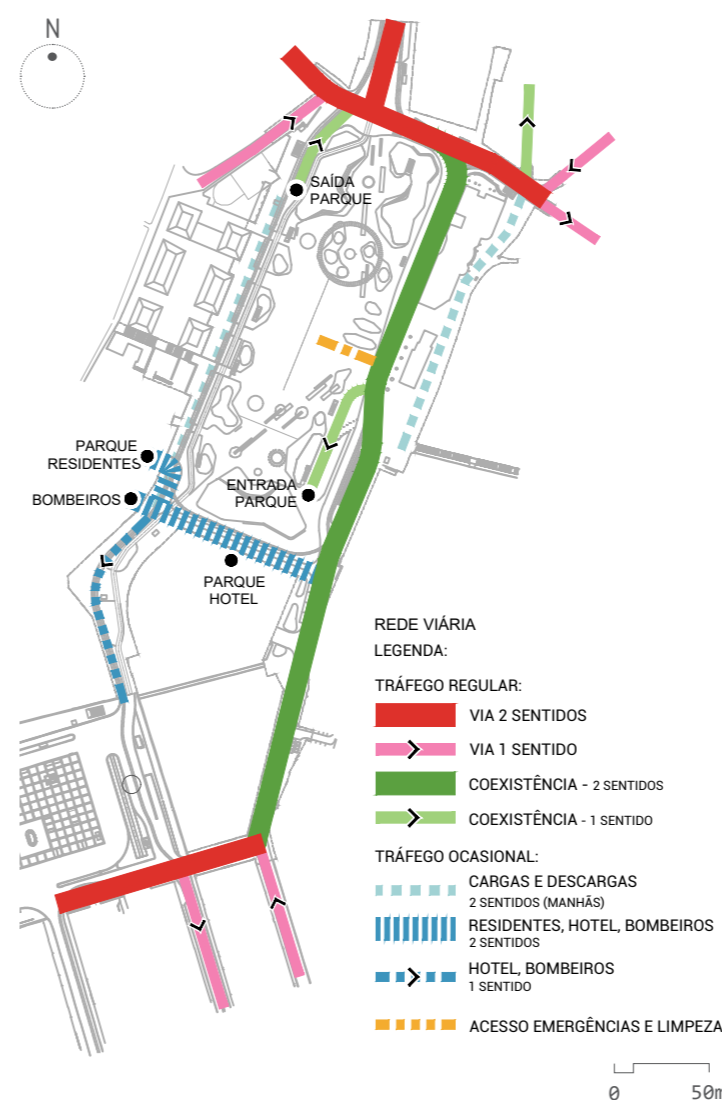 N
SAÍDA
PARQUE
PARQUE
RESIDENTES
BOMBEIROS
ENTRADA
PARQUE
PARQUE
HOTEL
REDE VIÁRIA
LEGENDA:
TRÁFEGO REGULAR:
VIA 2 SENTIDOS
VIA 1 SENTIDO
COEXISTÊNCIA - 2 SENTIDOS
COEXISTÊNCIA - 1 SENTIDO
TRÁFEGO OCASIONAL:
CARGAS E DESCARGAS
2 SENTIDOS (MANHÃS)
RESIDENTES, HOTEL, BOMBEIROS
2 SENTIDOS
HOTEL, BOMBEIROS
1 SENTIDO
ACESSO EMERGÊNCIAS E LIMPEZA
0 50m